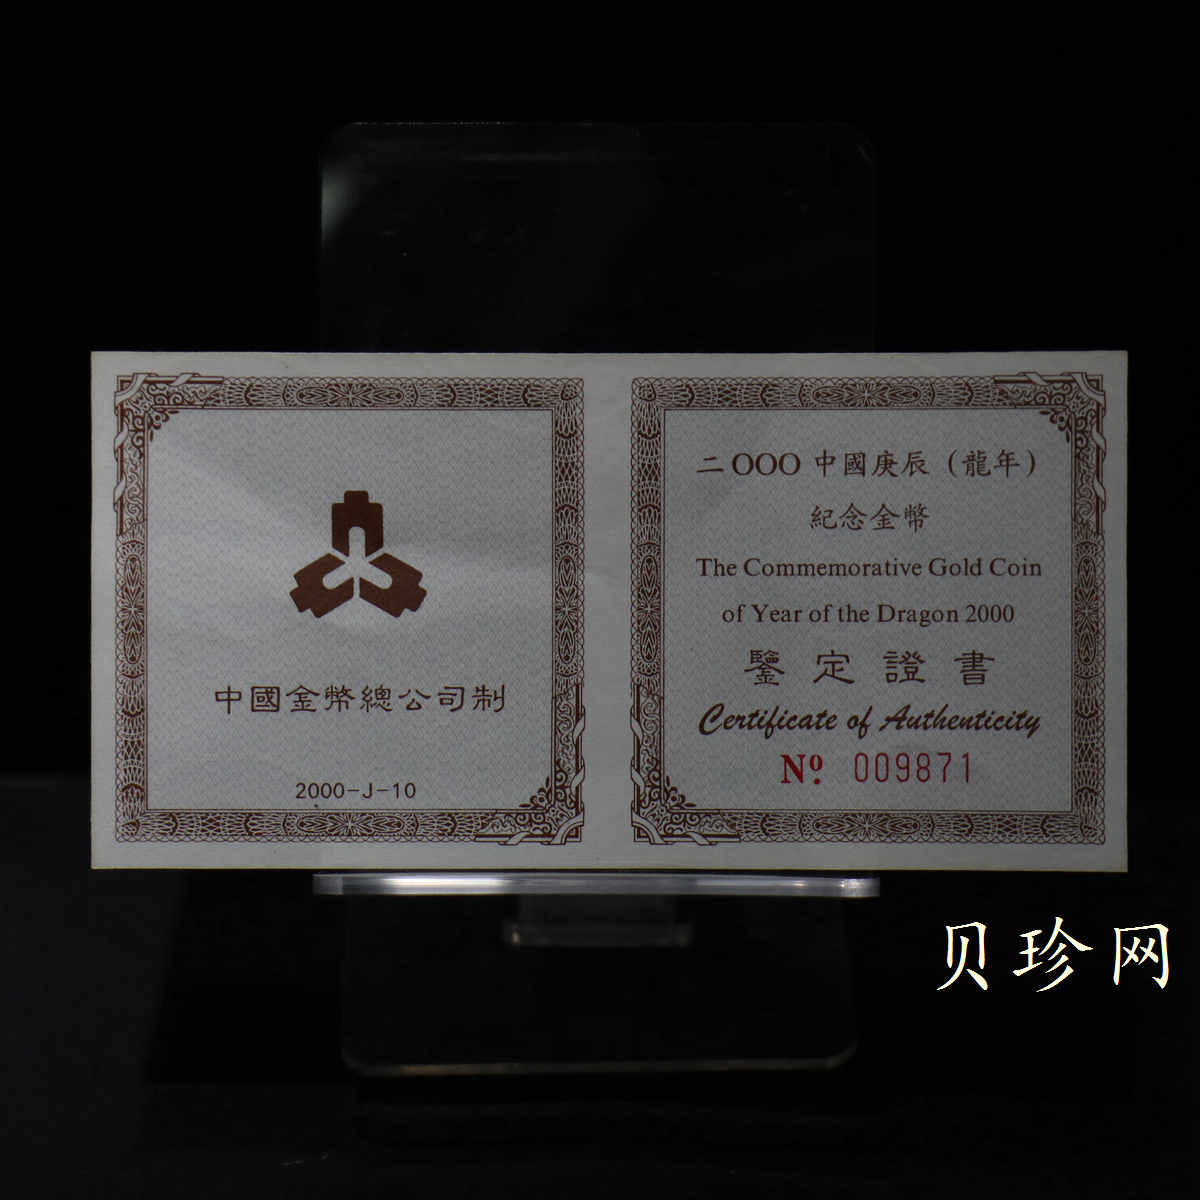 中國金幣總公司制
2000-J-10
二OOO 中國庚辰（龍年）
紀念金幣
The Commemorative Gold Coin
of Year of the Dragon 2000
鑒定證書
Certificate of Authenticity
Nº. 009871
贝珍网